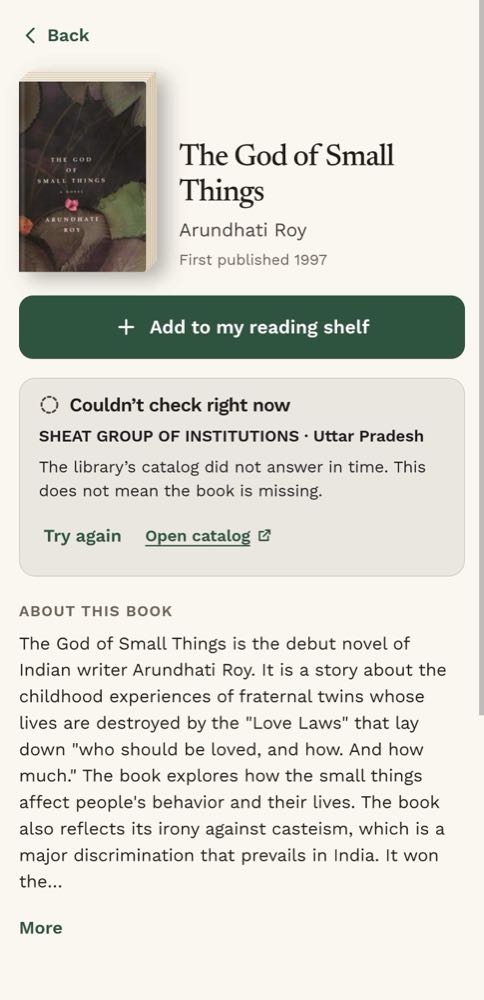 Back
THE GOD
OF
SMALL THINGS
A NOVEL
ARUNDHATI
ROY
The God of Small
Things
Arundhati Roy
First published 1997
Add to my reading shelf
Couldn’t check right now
SHEAT GROUP OF INSTITUTIONS · Uttar Pradesh
The library’s catalog did not answer in time. This
does not mean the book is missing.
Try again
Open catalog
ABOUT THIS BOOK
The God of Small Things is the debut novel of
Indian writer Arundhati Roy. It is a story about the
childhood experiences of fraternal twins whose
lives are destroyed by the "Love Laws" that lay
down "who should be loved, and how. And how
much." The book explores how the small things
affect people's behavior and their lives. The book
also reflects its irony against casteism, which is a
major discrimination that prevails in India. It won
the...
More